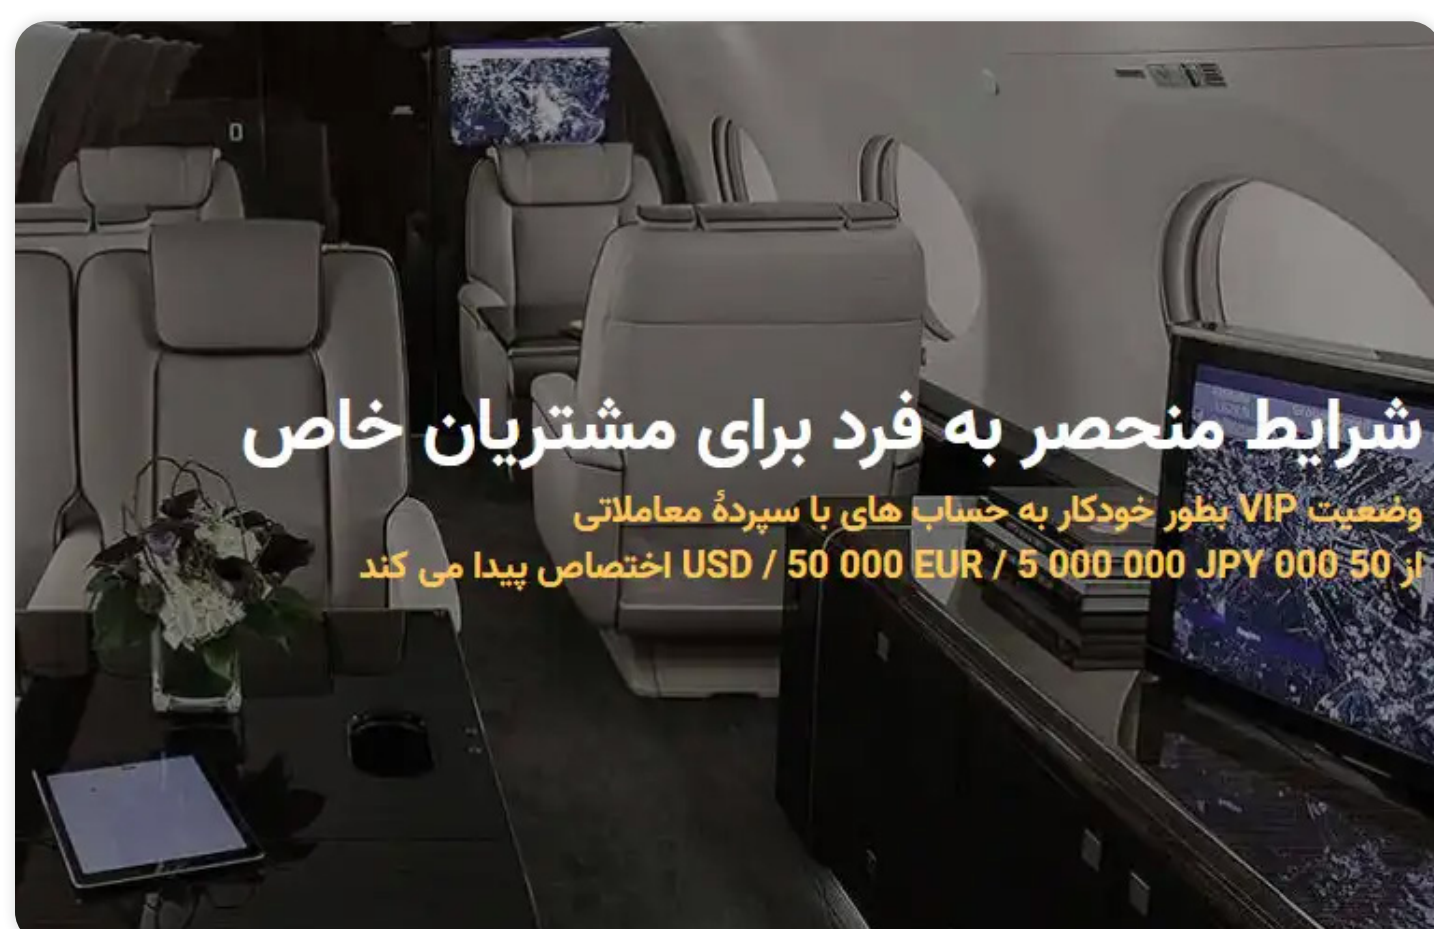 شرایط منحصر به فرد برای مشتریان خاص
وضعیت VIP بطور خودکار به حساب های با سپردهٔ معاملاتی
از 50 000 USD / 50 000 EUR / 5 000 000 JPY اختصاص پیدا می کند